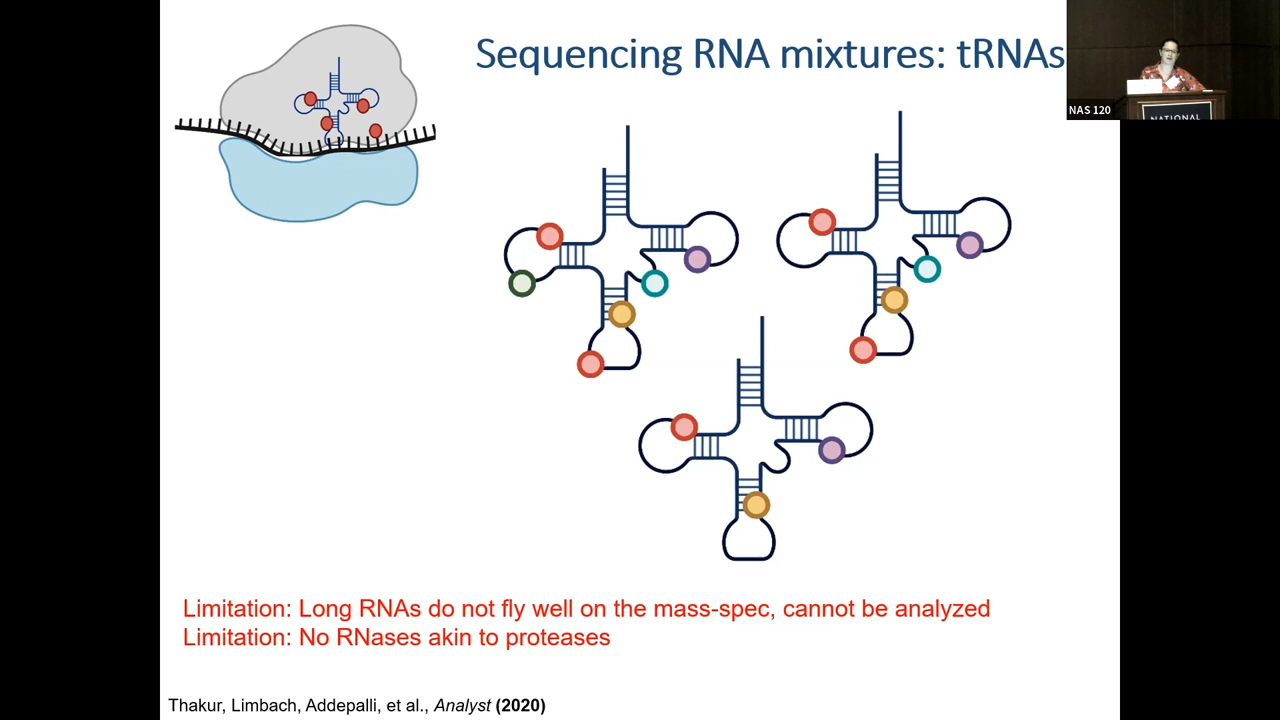 Sequencing RNA mixtures: tRNAs
NAS 120
NATIONAL
Limitation: Long RNAs do not fly well on the mass-spec, cannot be analyzed
Limitation: No RNases akin to proteases
Thakur, Limbach, Addepalli, et al., Analyst (2020)